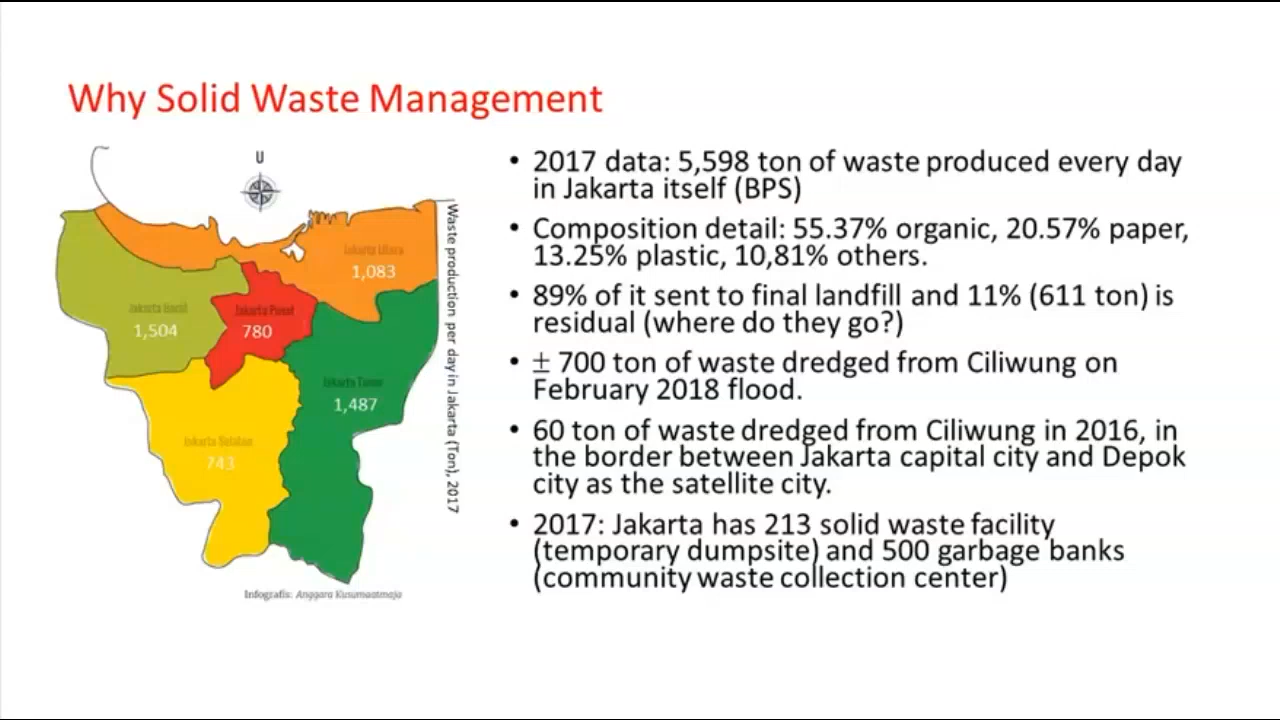 Why Solid Waste Management
U
Jakarta Utara
1,083
Jakarta Barat
1,504
Jakarta Pusat
780
Jakarta Timur
1,487
Jakarta Selatan
743
Waste production per day in Jakarta (Ton), 2017
Infografis: Anggara Kusumaatmaja
• 2017 data: 5,598 ton of waste produced every day
in Jakarta itself (BPS)
• Composition detail: 55.37% organic, 20.57% paper,
13.25% plastic, 10,81% others.
• 89% of it sent to final landfill and 11% (611 ton) is
residual (where do they go?)
• ± 700 ton of waste dredged from Ciliwung on
February 2018 flood.
• 60 ton of waste dredged from Ciliwung in 2016, in
the border between Jakarta capital city and Depok
city as the satellite city.
• 2017: Jakarta has 213 solid waste facility
(temporary dumpsite) and 500 garbage banks
(community waste collection center)